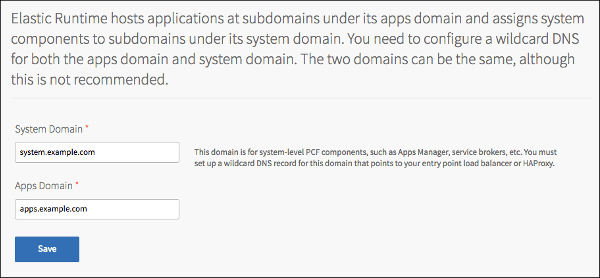 Elastic Runtime hosts applications at subdomains under its apps domain and assigns system
components to subdomains under its system domain. You need to configure a wildcard DNS
for both the apps domain and system domain. The two domains can be the same, although
this is not recommended.
System Domain *
system.example.com
This domain is for system-level PCF components, such as Apps Manager, service brokers, etc. You must
set up a wildcard DNS record for this domain that points to your entry point load balancer or HAProxy.
Apps Domain *
apps.example.com
Save